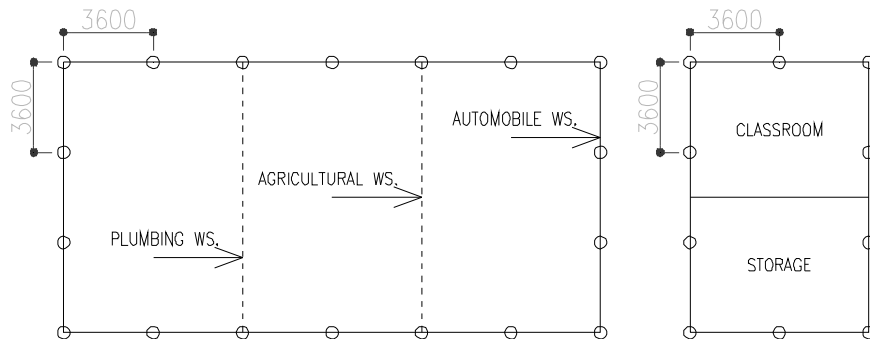 3600
3600
3600
3600
AUTOMOBILE WS.
CLASSROOM
AGRICULTURAL WS.
PLUMBING WS.
STORAGE